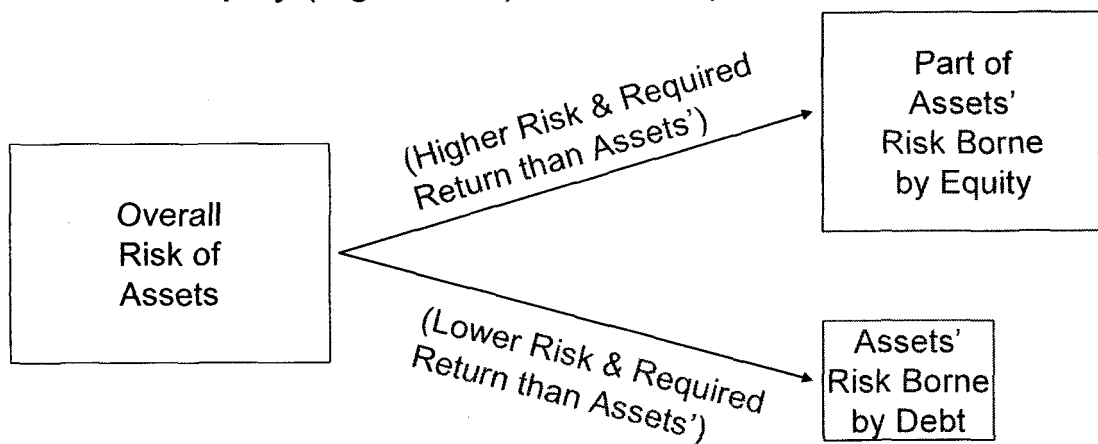 Overall
Risk of
Assets
(Higher Risk & Required
Return than Assets')
Part of
Assets'
Risk Borne
by Equity
(Lower Risk & Required
Return than Assets')
Assets'
Risk Borne
by Debt